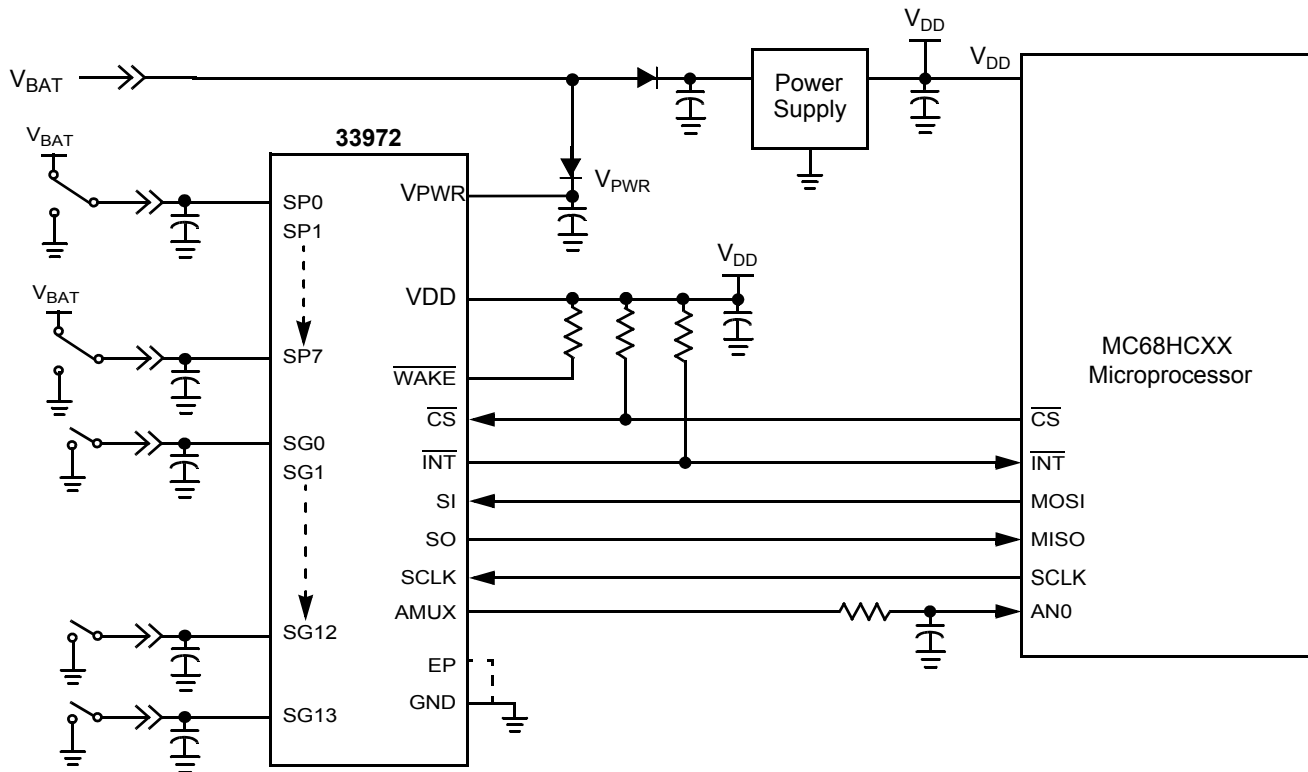 V_DD
V_DD
V_BAT
Power
Supply
V_BAT
33972
V_PWR
VPWR
SP0
SP1
V_DD
VDD
V_BAT
SP7
MC68HCXX
Microprocessor
WAKE
CS
CS
SG0
INT
INT
SG1
SI
MOSI
SO
MISO
SCLK
SCLK
AMUX
AN0
SG12
EP
GND
SG13